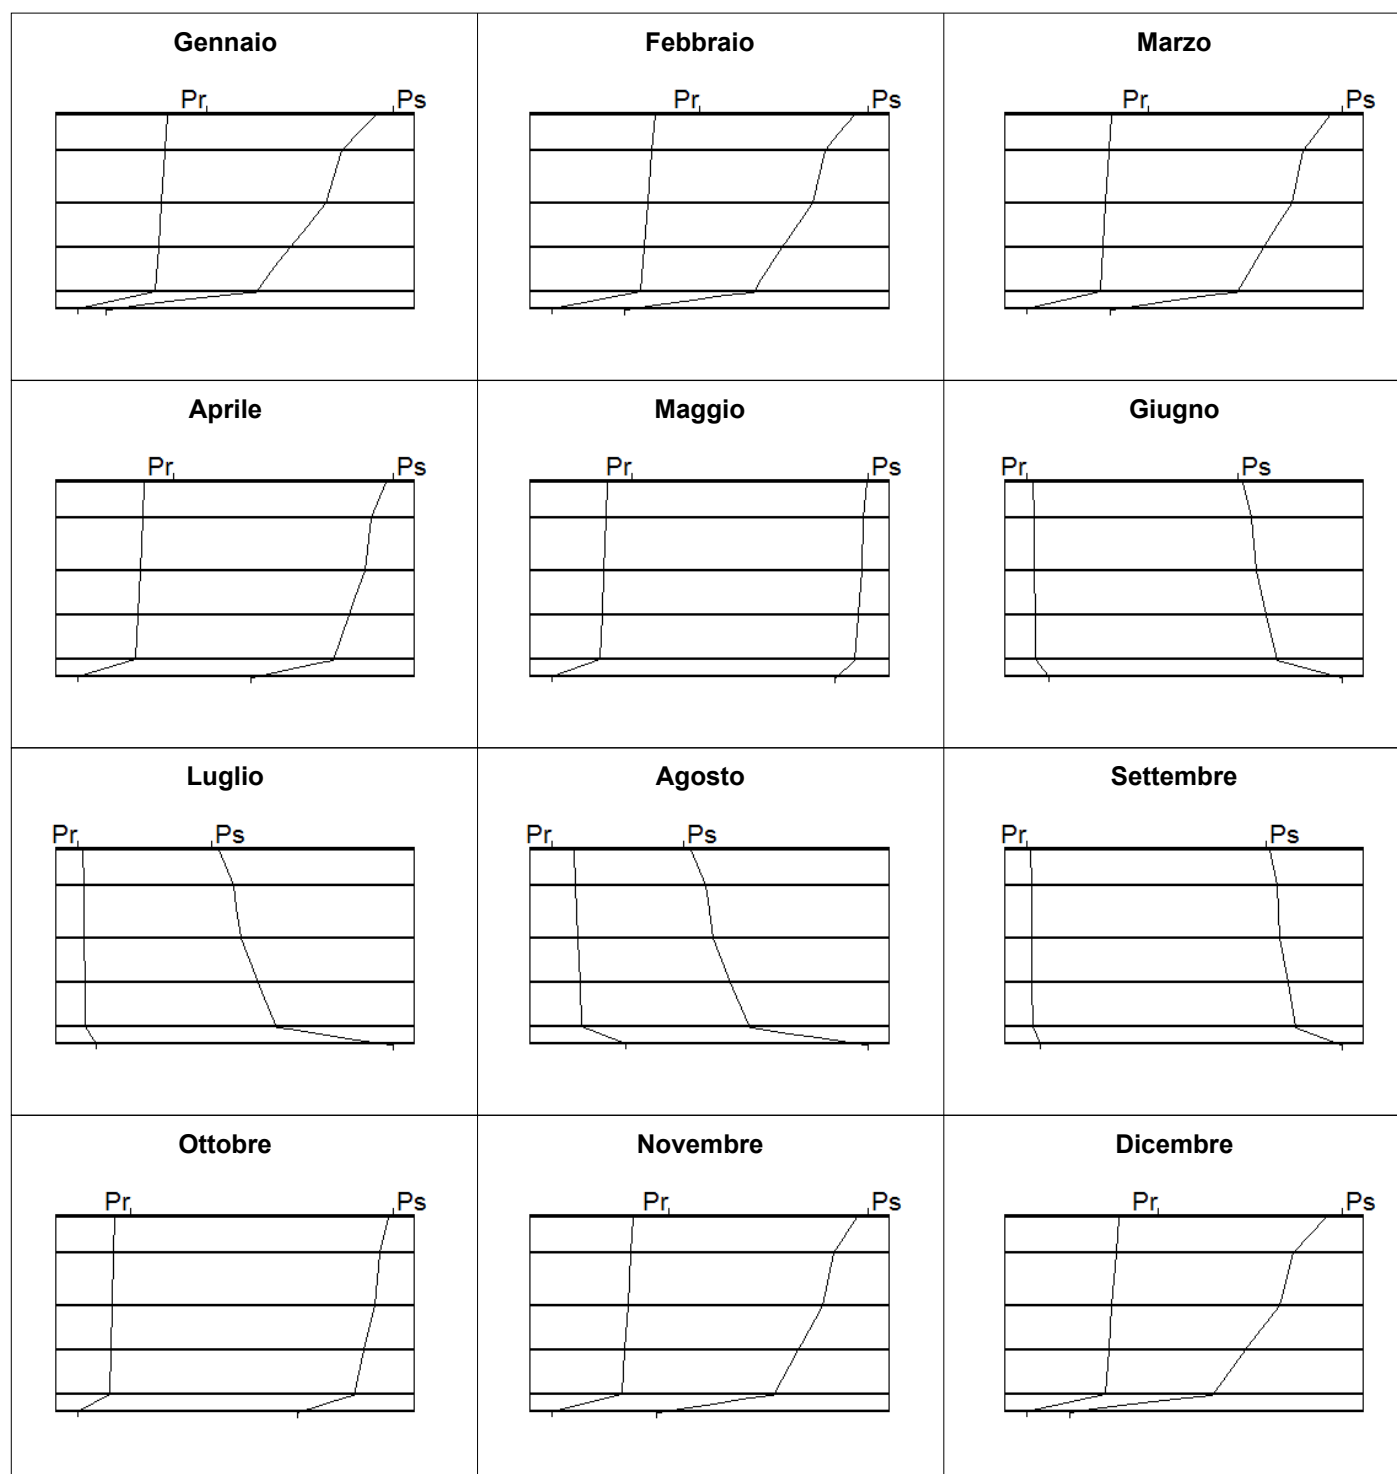 Gennaio Febbraio Marzo
Pr Ps Pr Ps Pr Ps
Aprile Maggio Giugno
Pr Ps Pr Ps Pr Ps
Luglio Agosto Settembre
Pr Ps Pr Ps Pr Ps
Ottobre Novembre Dicembre
Pr Ps Pr Ps Pr Ps